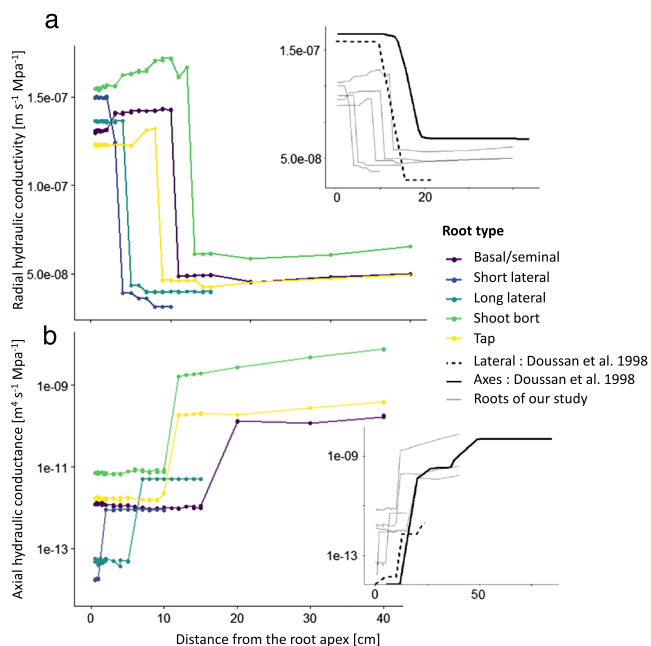 a
Radial hydraulic conductivity [m s⁻¹ Mpa⁻¹]
1.5e-07
1.0e-07
5.0e-08
1.5e-07
5.0e-08
0 20
Root type
Basal/seminal
Short lateral
Long lateral
Shoot bort
Tap
Lateral : Doussan et al. 1998
Axes : Doussan et al. 1998
Roots of our study
b
Axial hydraulic conductance [m⁴ s⁻¹ Mpa⁻¹]
1e-09
1e-11
1e-13
1e-09
1e-13
0 50
0 10 20 30 40
Distance from the root apex [cm]